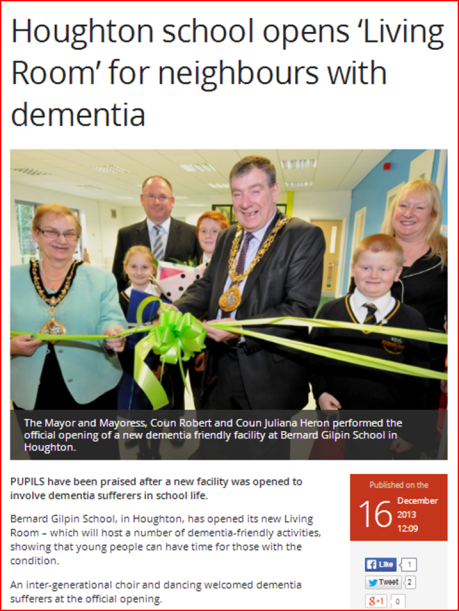 Houghton school opens ‘Living
Room’ for neighbours with
dementia
The Mayor and Mayoress, Coun Robert and Coun Juliana Heron performed the
official opening of a new dementia friendly facility at Bernard Gilpin School in
Houghton.
PUPILS have been praised after a new facility was opened to
involve dementia sufferers in school life.
Bernard Gilpin School, in Houghton, has opened its new Living
Room – which will host a number of dementia-friendly activities,
showing that young people can have time for those with the
condition.
An inter-generational choir and dancing welcomed dementia
sufferers at the official opening.
Published on the
16
December
2013
12:09
Like 1
Tweet 2
+1 0